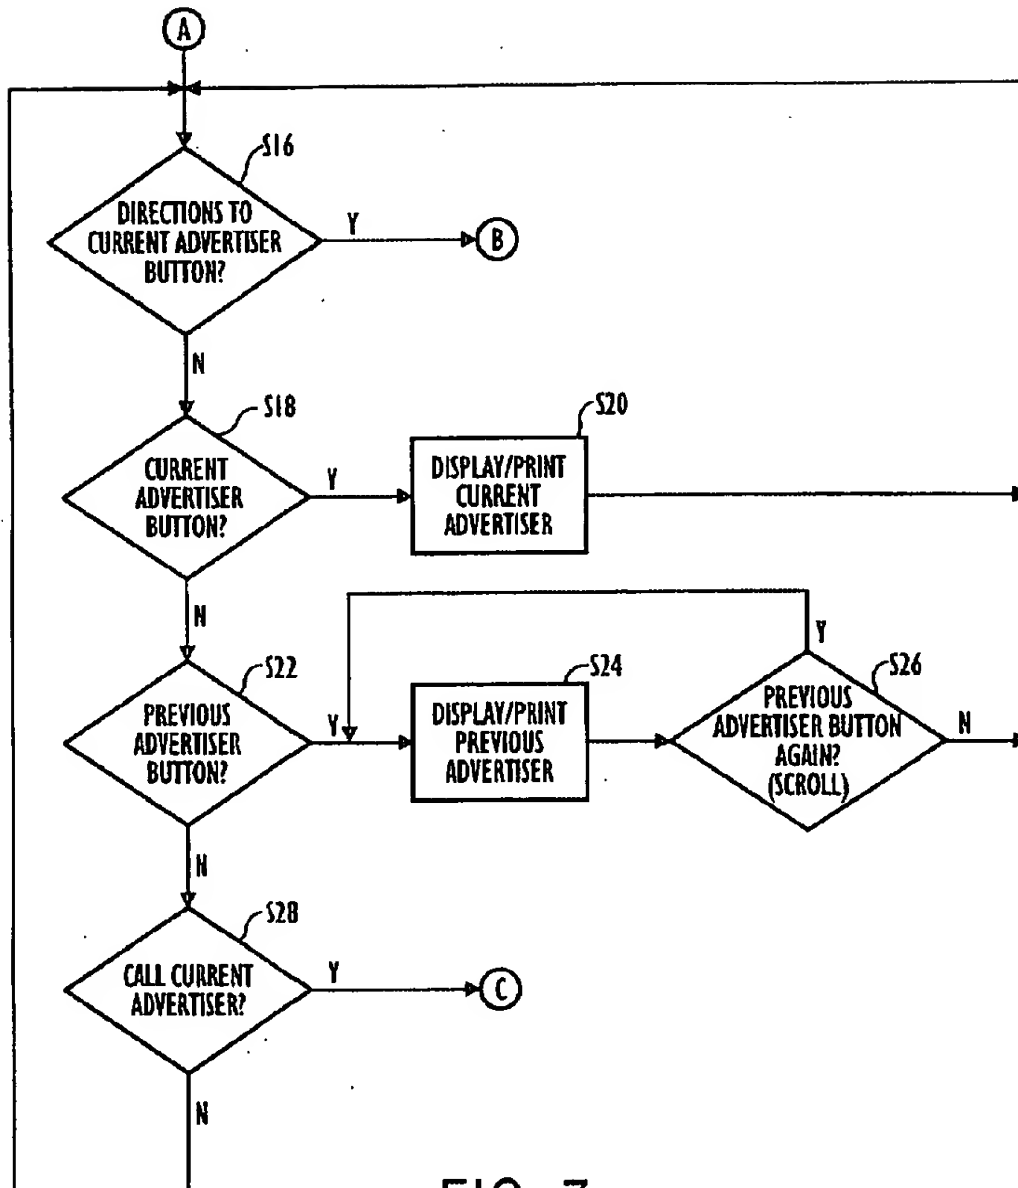 A
S16
DIRECTIONS TO
CURRENT ADVERTISER
BUTTON?
Y
B
N
S18
CURRENT
ADVERTISER
BUTTON?
Y
S20
DISPLAY/PRINT
CURRENT
ADVERTISER
N
S22
PREVIOUS
ADVERTISER
BUTTON?
Y
S24
DISPLAY/PRINT
PREVIOUS
ADVERTISER
Y
S26
PREVIOUS
ADVERTISER BUTTON
AGAIN?
(SCROLL)
N
N
S28
CALL CURRENT
ADVERTISER?
Y
C
N